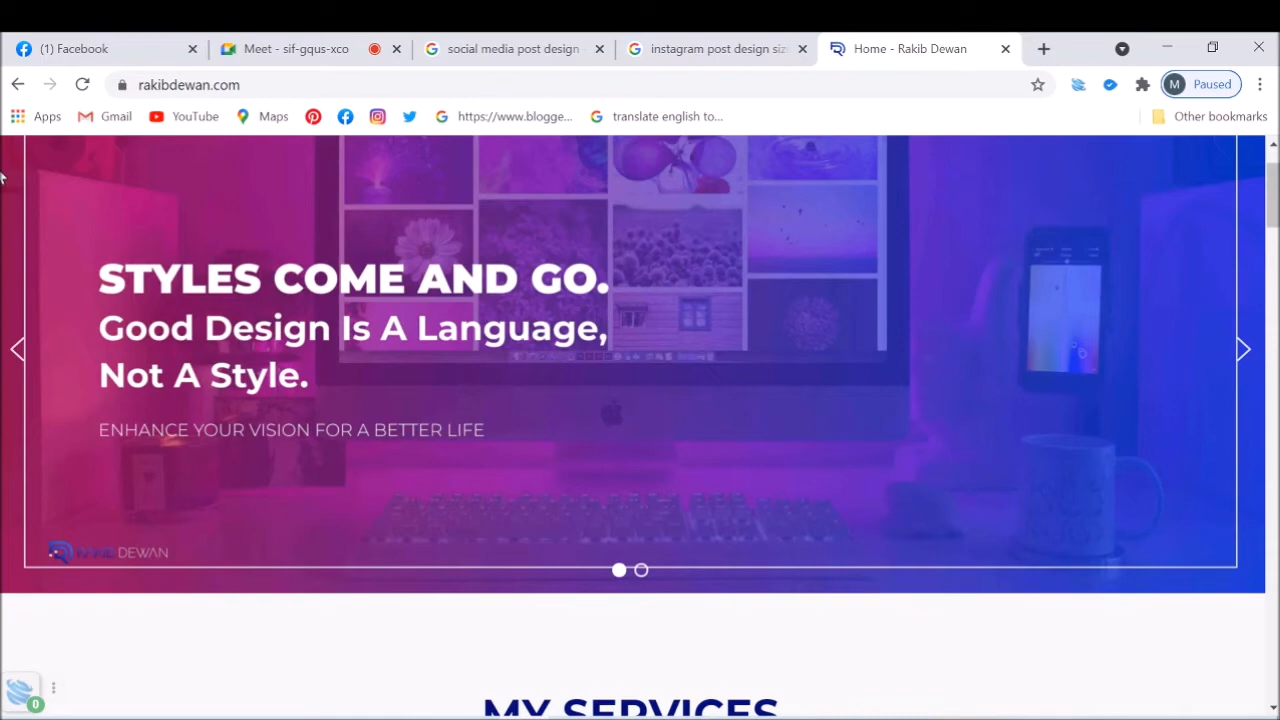 (1) Facebook
Meet - sif-gqus-xco
social media post design
instagram post design siz
Home - Rakib Dewan
rakibdewan.com
M Paused
Apps
Gmail
YouTube
Maps
https://www.blogge...
translate english to...
Other bookmarks
STYLES COME AND GO.
Good Design Is A Language,
Not A Style.
ENHANCE YOUR VISION FOR A BETTER LIFE
RAKIB DEWAN
MY SERVICES
0